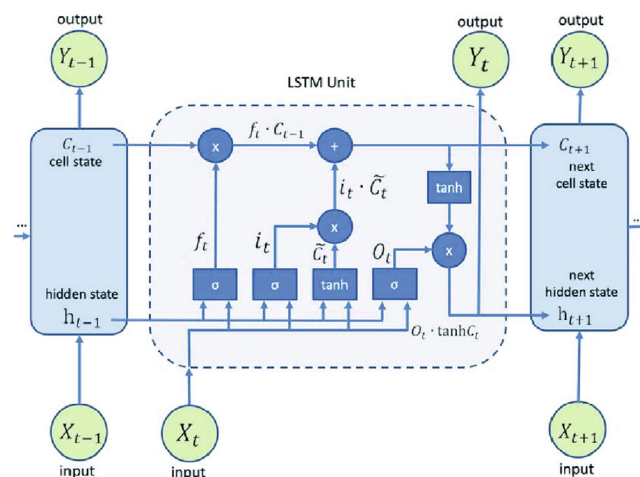 output
output
output
Y_{t-1}
Y_t
Y_{t+1}
LSTM Unit
C_{t-1}
cell state
x
f_t · C_{t-1}
+
C_{t+1}
next
cell state
tanh
i_t · C̃_t
...
f_t
i_t
x
C̃_t
O_t
x
...
σ
σ
tanh
σ
hidden state
h_{t-1}
next
hidden state
h_{t+1}
O_t · tanhC_t
X_{t-1}
X_t
X_{t+1}
input
input
input